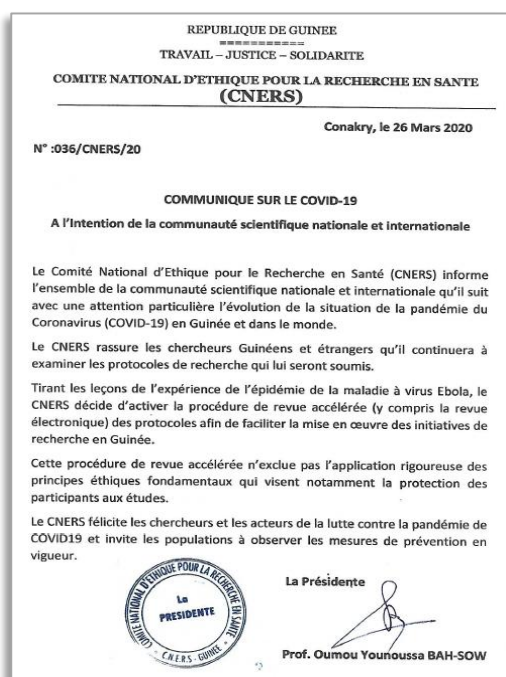 REPUBLIQUE DE GUINEE
===========
TRAVAIL – JUSTICE – SOLIDARITE
COMITE NATIONAL D'ETHIQUE POUR LA RECHERCHE EN SANTE
(CNERS)
Conakry, le 26 Mars 2020
N° :036/CNERS/20
COMMUNIQUE SUR LE COVID-19
A l'Intention de la communauté scientifique nationale et internationale
Le Comité National d'Ethique pour le Recherche en Santé (CNERS) informe
l'ensemble de la communauté scientifique nationale et internationale qu'il suit
avec une attention particulière l'évolution de la situation de la pandémie du
Coronavirus (COVID-19) en Guinée et dans le monde.
Le CNERS rassure les chercheurs Guinéens et étrangers qu'il continuera à
examiner les protocoles de recherche qui lui seront soumis.
Tirant les leçons de l'expérience de l'épidémie de la maladie à virus Ebola, le
CNERS décide d'activer la procédure de revue accélérée (y compris la revue
électronique) des protocoles afin de faciliter la mise en œuvre des initiatives de
recherche en Guinée.
Cette procédure de revue accélérée n'exclue pas l'application rigoureuse des
principes éthiques fondamentaux qui visent notamment la protection des
participants aux études.
Le CNERS félicite les chercheurs et les acteurs de la lutte contre la pandémie de
COVID19 et invite les populations à observer les mesures de prévention en
vigueur.
COMITE NATIONAL D'ETHIQUE POUR LA RECHERCHE EN SANTE
La
PRESIDENTE
C.N.E.R.S - GUINEE
La Présidente
Prof. Oumou Younoussa BAH-SOW